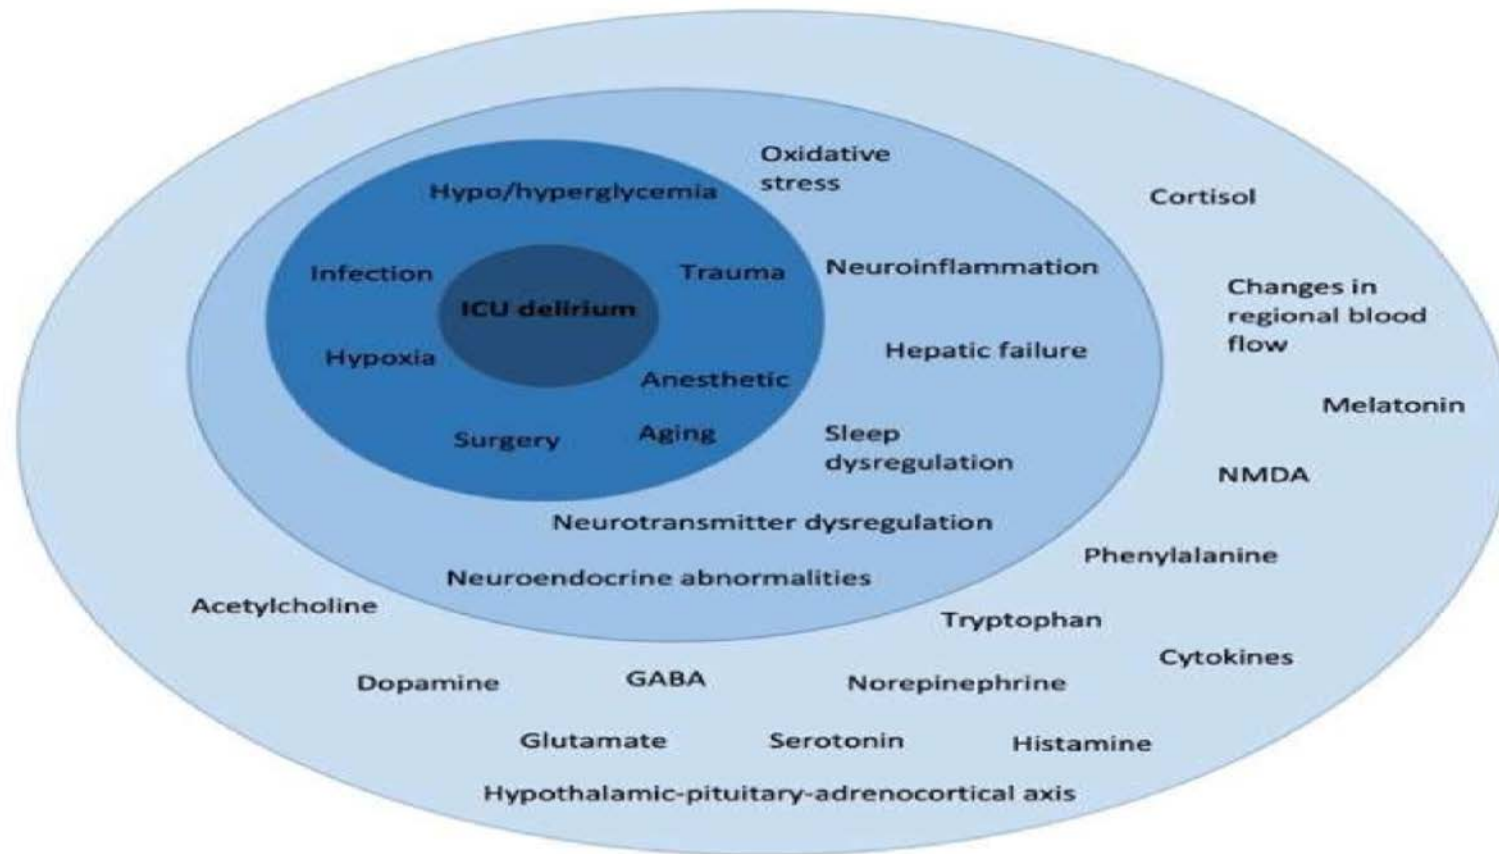 Oxidative
stress
Cortisol
Hypo/hyperglycemia
Infection
Trauma
Neuroinflammation
Changes in
regional blood
flow
ICU delirium
Hypoxia
Hepatic failure
Anesthetic
Melatonin
Surgery
Aging
Sleep
dysregulation
NMDA
Neurotransmitter dysregulation
Phenylalanine
Neuroendocrine abnormalities
Acetylcholine
Tryptophan
Cytokines
Dopamine
GABA
Norepinephrine
Glutamate
Serotonin
Histamine
Hypothalamic-pituitary-adrenocortical axis